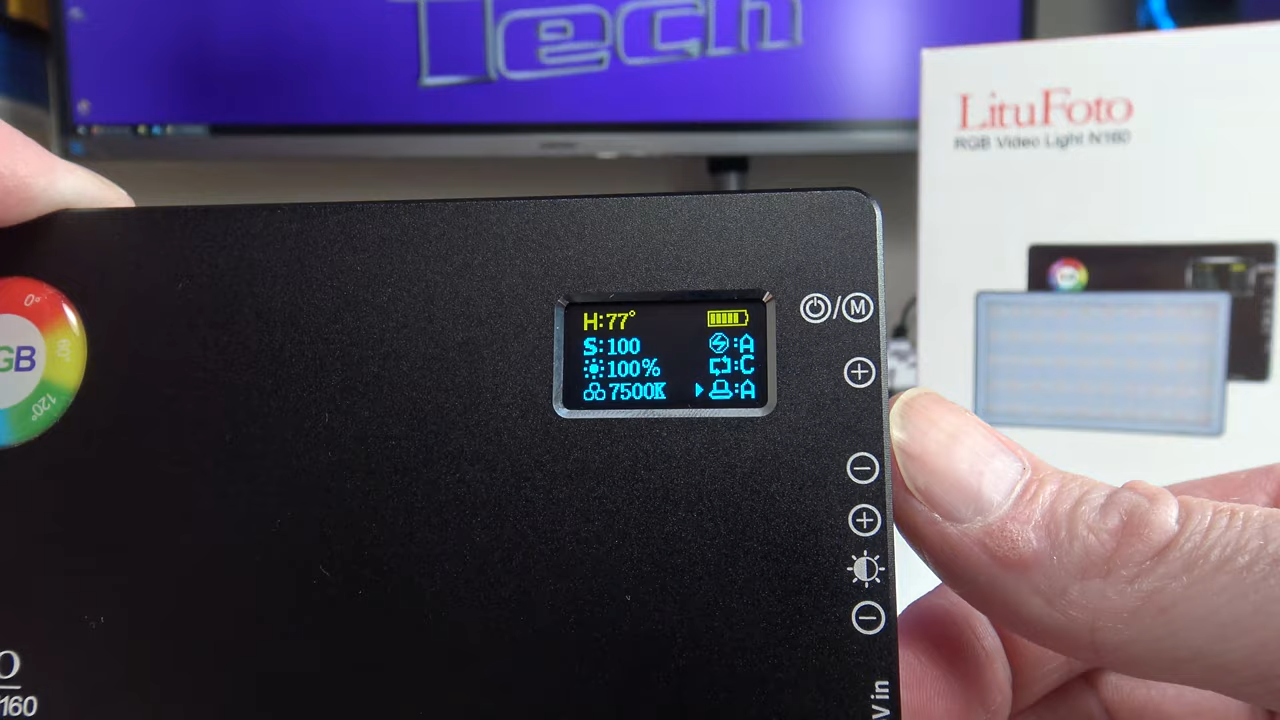 Tech
LituFoto
RGB Video Light N160
0°
60°
120°
GB
H:77°
S:100
:A
100%
:C
7500K
:A
/M
+
−
+
−
V in
o
160